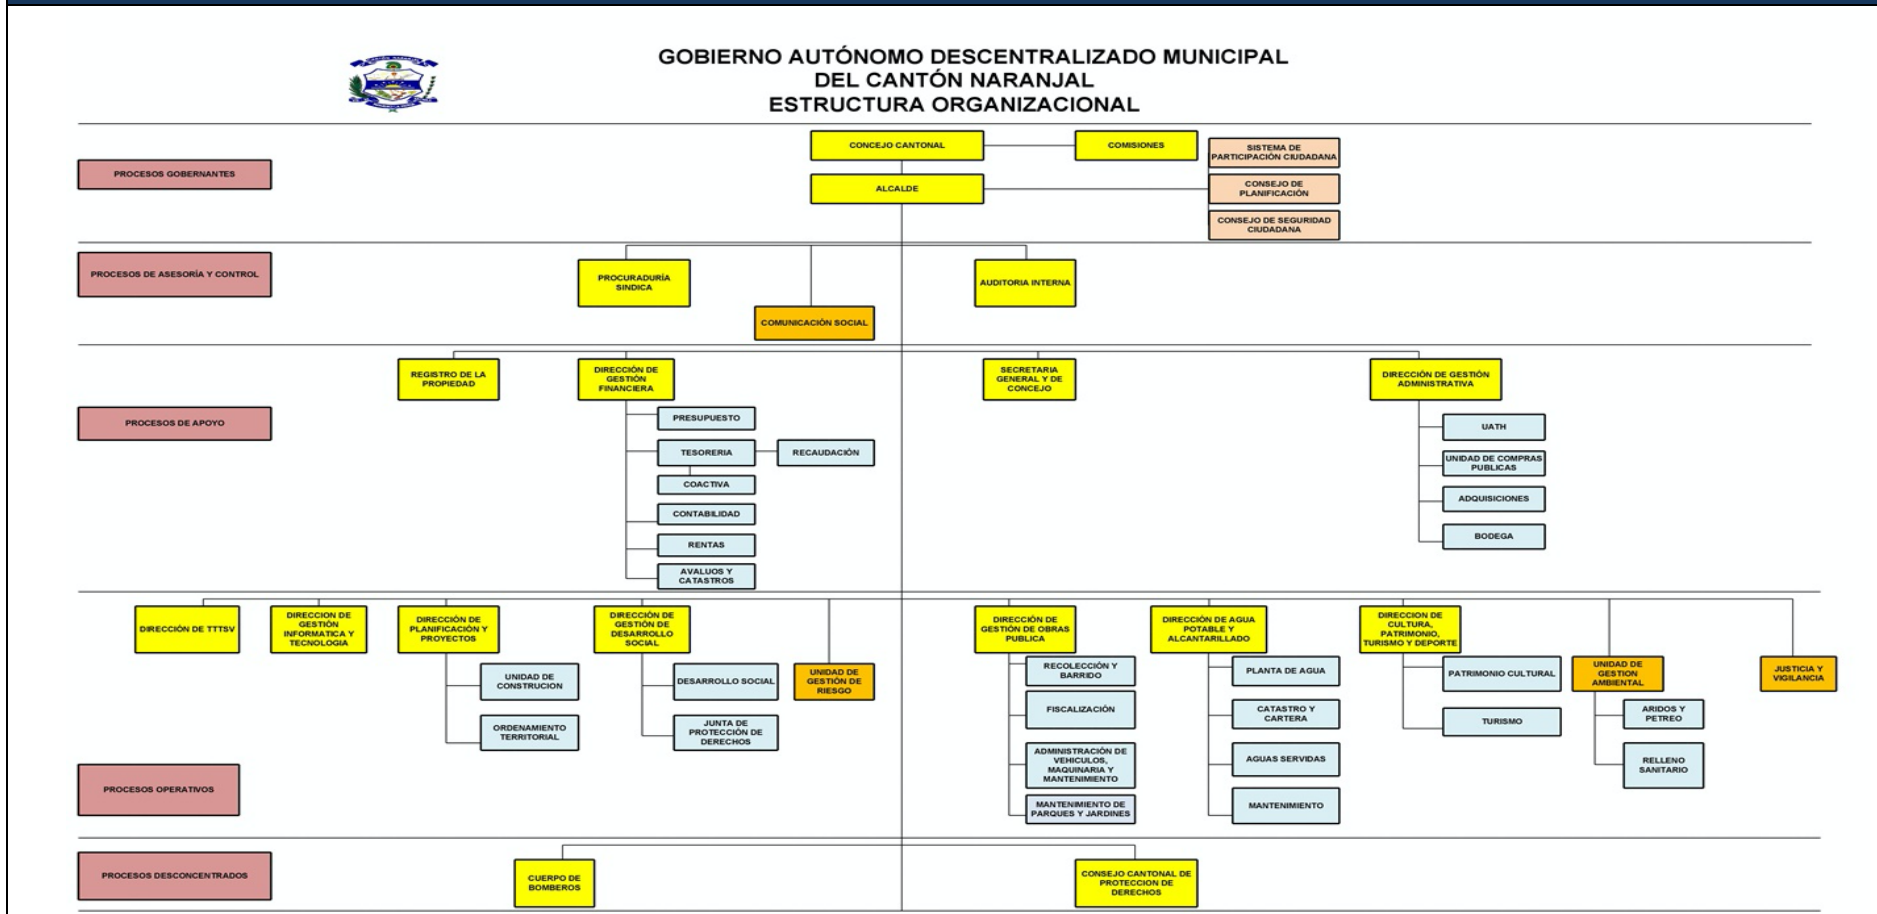 GOBIERNO AUTÓNOMO DESCENTRALIZADO MUNICIPAL
DEL CANTÓN NARANJAL
ESTRUCTURA ORGANIZACIONAL
PROCESOS GOBERNANTES
CONCEJO CANTONAL
COMISIONES
SISTEMA DE
PARTICIPACIÓN CIUDADANA
ALCALDE
CONSEJO DE
PLANIFICACIÓN
CONSEJO DE SEGURIDAD
CIUDADANA
PROCESOS DE ASESORÍA Y CONTROL
PROCURADURÍA
SINDICA
AUDITORIA INTERNA
COMUNICACIÓN SOCIAL
PROCESOS DE APOYO
REGISTRO DE LA
PROPIEDAD
DIRECCIÓN DE
GESTIÓN
FINANCIERA
SECRETARIA
GENERAL Y DE
CONCEJO
DIRECCIÓN DE GESTIÓN
ADMINISTRATIVA
PRESUPUESTO
TESORERIA
RECAUDACIÓN
COACTIVA
CONTABILIDAD
RENTAS
AVALUOS Y
CATASTROS
UATH
UNIDAD DE COMPRAS
PUBLICAS
ADQUISICIONES
BODEGA
PROCESOS OPERATIVOS
DIRECCIÓN DE TTTSV
DIRECCION DE
GESTIÓN
INFORMATICA Y
TECNOLOGIA
DIRECCIÓN DE
PLANIFICACIÓN Y
PROYECTOS
UNIDAD DE
CONSTRUCION
ORDENAMIENTO
TERRITORIAL
DIRECCIÓN DE
GESTIÓN DE
DESARROLLO
SOCIAL
DESARROLLO SOCIAL
JUNTA DE
PROTECCIÓN DE
DERECHOS
UNIDAD DE
GESTIÓN DE
RIESGO
DIRECCIÓN DE
GESTIÓN DE OBRAS
PUBLICA
RECOLECCIÓN Y
BARRIDO
FISCALIZACIÓN
ADMINISTRACIÓN DE
VEHICULOS,
MAQUINARIA Y
MANTENIMIENTO
MANTENIMIENTO DE
PARQUES Y JARDINES
DIRECCIÓN DE AGUA
POTABLE Y
ALCANTARILLADO
PLANTA DE AGUA
CATASTRO Y
CARTERA
AGUAS SERVIDAS
MANTENIMIENTO
DIRECCION DE
CULTURA,
PATRIMONIO,
TURISMO Y DEPORTE
PATRIMONIO CULTURAL
TURISMO
UNIDAD DE
GESTION
AMBIENTAL
ARIDOS Y
PETREO
RELLENO
SANITARIO
JUSTICIA Y
VIGILANCIA
PROCESOS DESCONCENTRADOS
CUERPO DE
BOMBEROS
CONSEJO CANTONAL DE
PROTECCION DE
DERECHOS